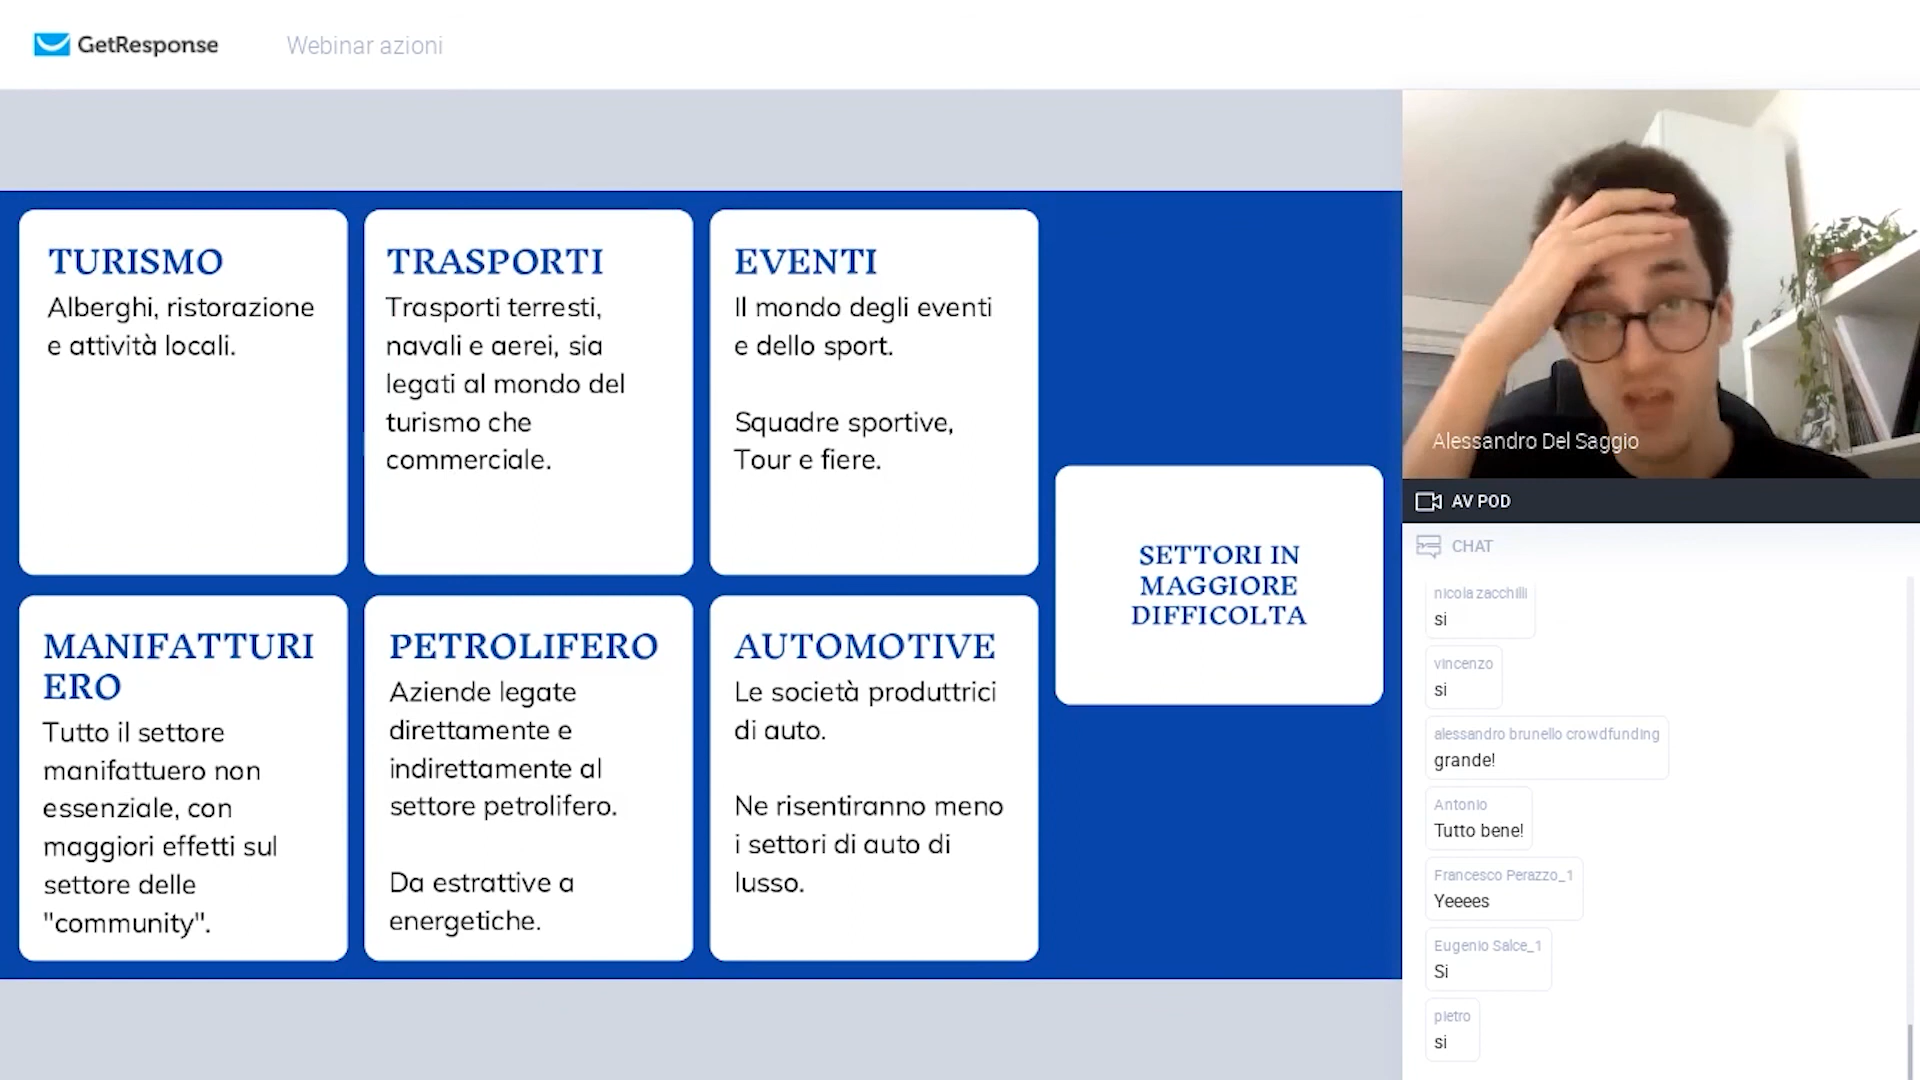 GetResponse
Webinar azioni
TURISMO
Alberghi, ristorazione
e attività locali.
TRASPORTI
Trasporti terresti,
navali e aerei, sia
legati al mondo del
turismo che
commerciale.
EVENTI
Il mondo degli eventi
e dello sport.
Squadre sportive,
Tour e fiere.
MANIFATTURI
ERO
Tutto il settore
manifattuero non
essenziale, con
maggiori effetti sul
settore delle
"community".
PETROLIFERO
Aziende legate
direttamente e
indirettamente al
settore petrolifero.
Da estrattive a
energetiche.
AUTOMOTIVE
Le società produttrici
di auto.
Ne risentiranno meno
i settori di auto di
lusso.
SETTORI IN
MAGGIORE
DIFFICOLTA
Alessandro Del Saggio
AV POD
CHAT
nicola zacchilli
si
vincenzo
si
alessandro brunello crowdfunding
grande!
Antonio
Tutto bene!
Francesco Perazzo_1
Yeeees
Eugenio Salce_1
Si
pietro
si